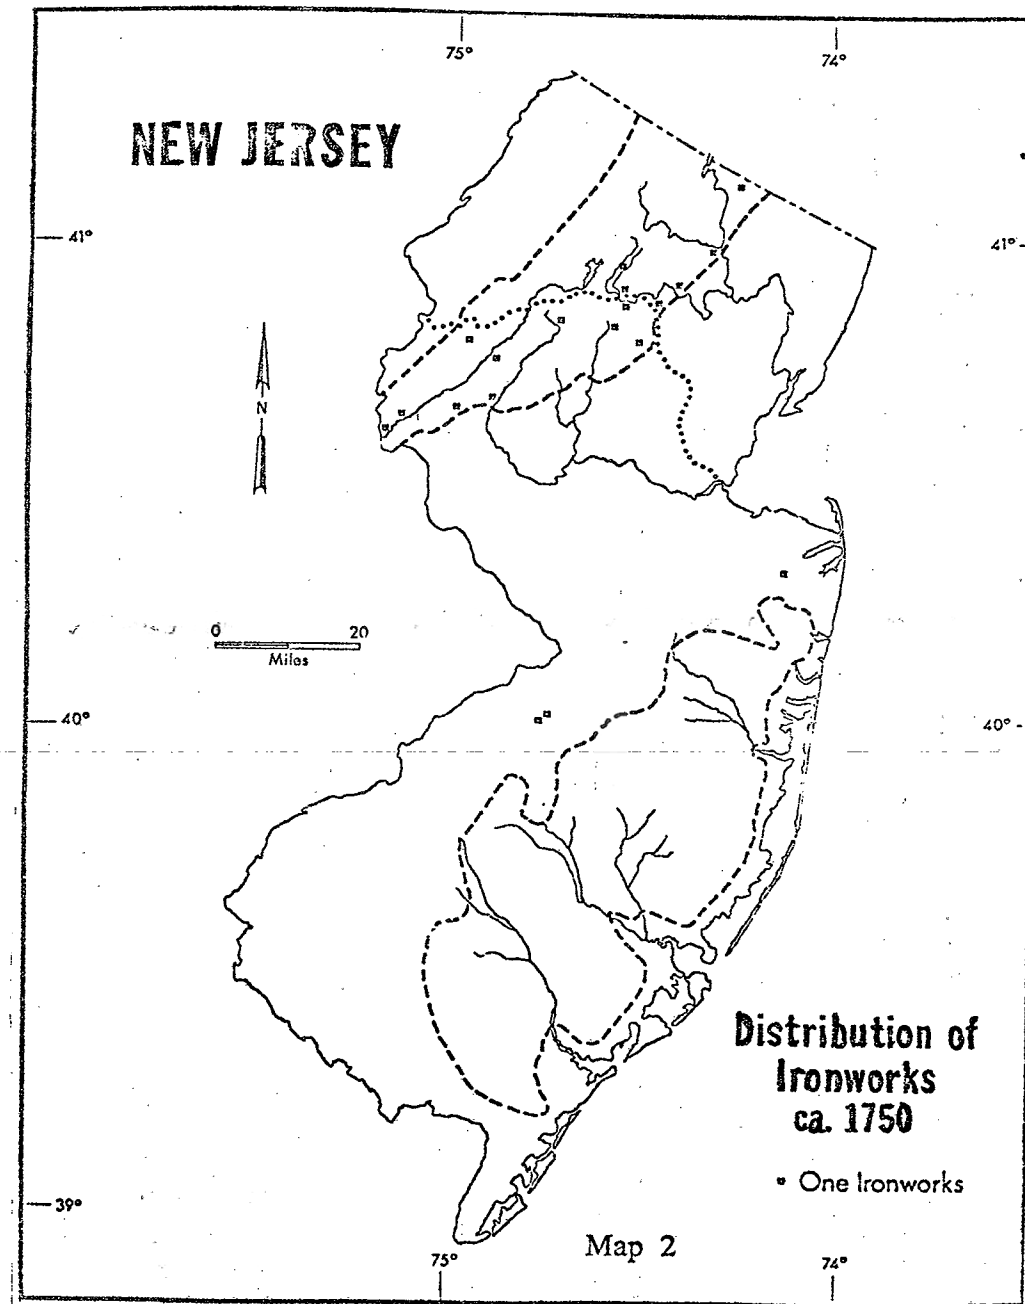 75°
74°
NEW JERSEY
41°
41°
N
0 20
Miles
40°
40°
Distribution of
Ironworks
ca. 1750
One Ironworks
39°
Map 2
75°
74°